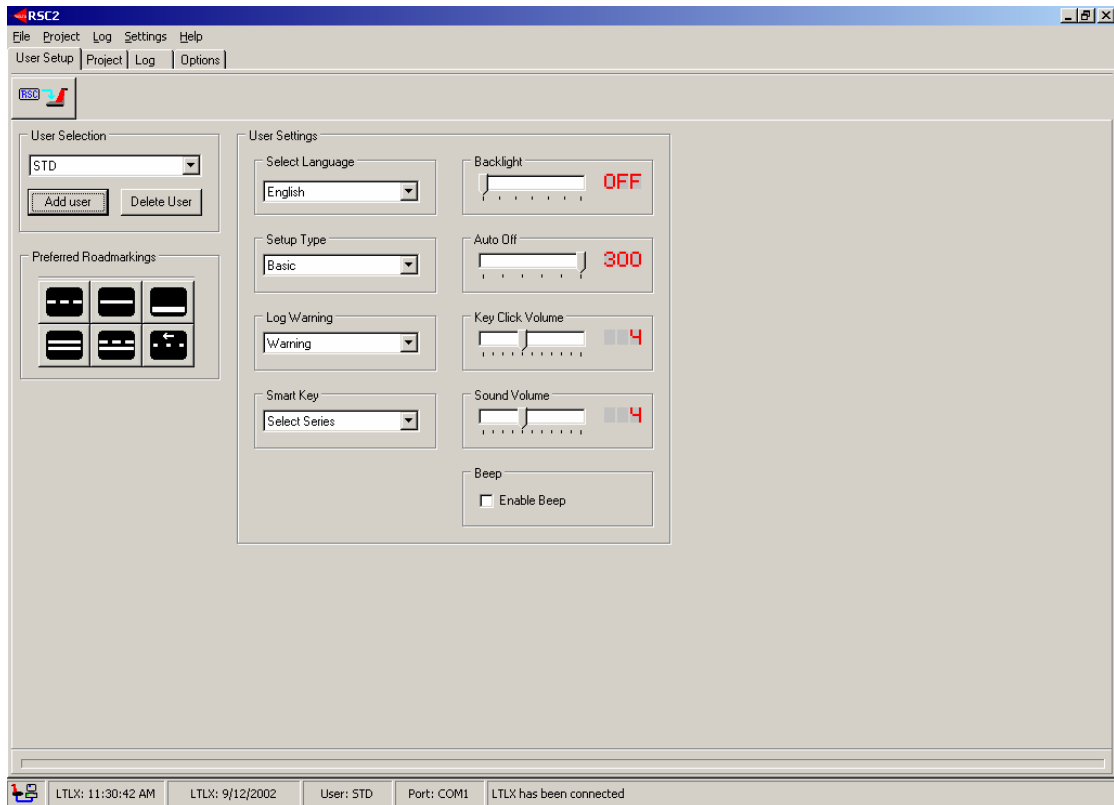 RSC2
File Project Log Settings Help
User Setup Project Log Options
RSC
User Selection
STD
Add user Delete User
Preferred Roadmarkings
User Settings
Select Language
English
Setup Type
Basic
Log Warning
Warning
Smart Key
Select Series
Backlight
OFF
Auto Off
300
Key Click Volume
4
Sound Volume
4
Beep
Enable Beep
LTLX: 11:30:42 AM LTLX: 9/12/2002 User: STD Port: COM1 LTLX has been connected